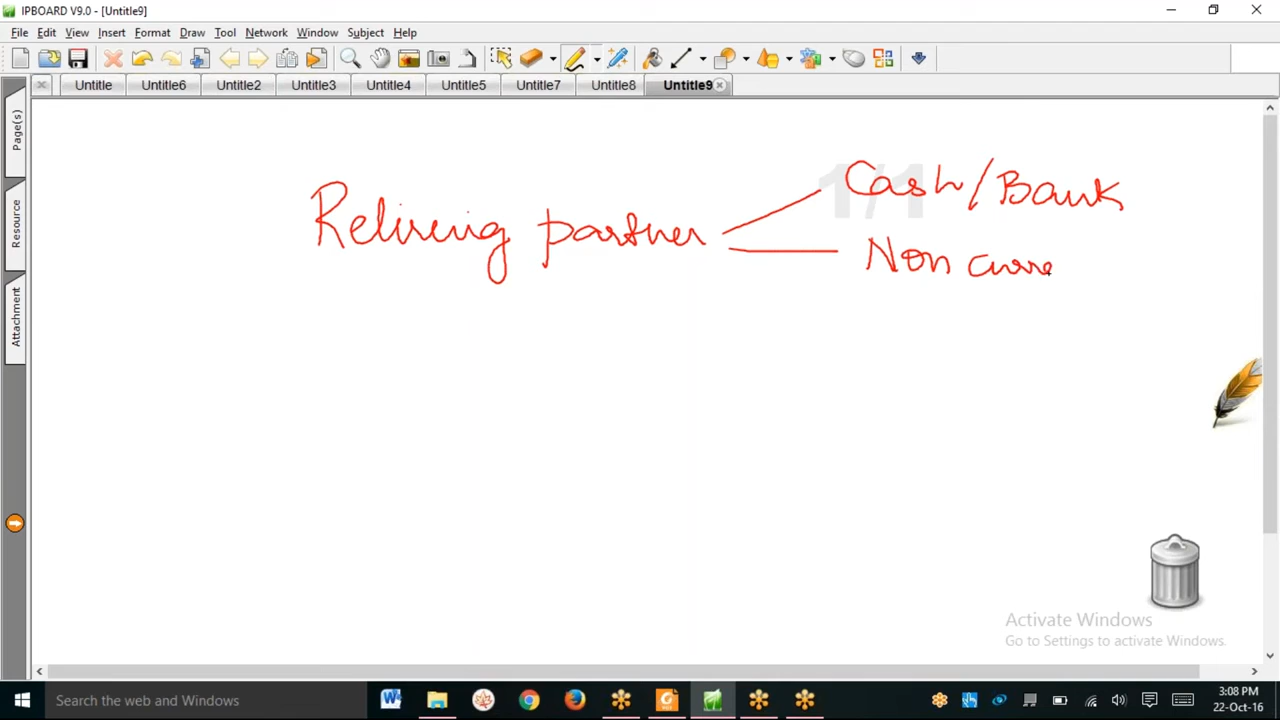 IPBOARD V9.0 - [Untitle9]
File Edit View Insert Format Draw Tool Network Window Subject Help
Untitle Untitle6 Untitle2 Untitle3 Untitle4 Untitle5 Untitle7 Untitle8 Untitle9
Page(s)
Resource
Attachment
1/1
Retiring partner
Cash/Bank
Non curre
Activate Windows
Go to Settings to activate Windows.
Search the web and Windows
3:08 PM
22-Oct-16